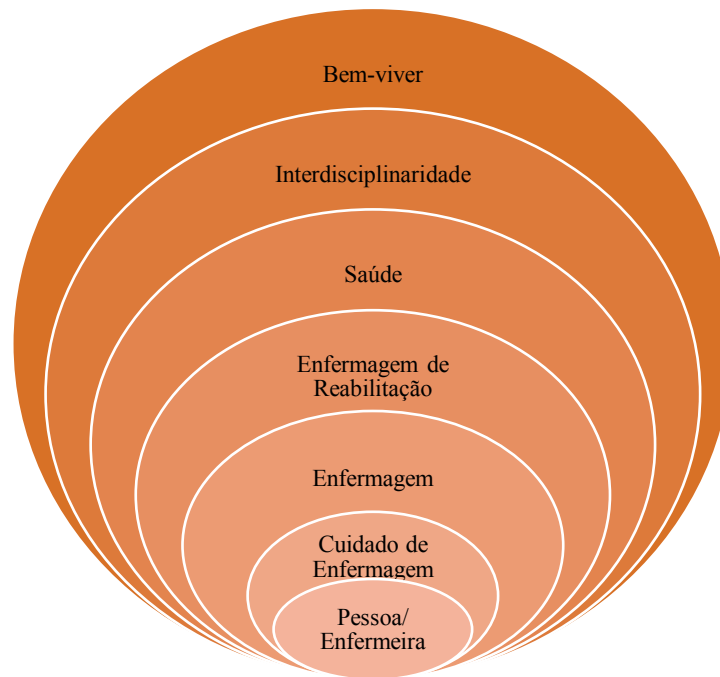 Bem-viver
Interdisciplinaridade
Saúde
Enfermagem de
Reabilitação
Enfermagem
Cuidado de
Enfermagem
Pessoa/
Enfermeira